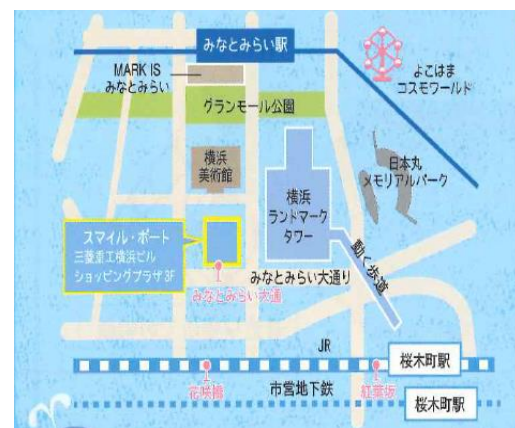 みなとみらい駅
MARK IS
みなとみらい
よこはま
コスモワールド
グランモール公園
横浜
美術館
日本丸
メモリアルパーク
横浜
ランドマーク
タワー
スマイル・ポート
三菱重工横浜ビル
ショッピングプラザ3F
動く歩道
みなとみらい大通り
みなとみらい大通
JR
桜木町駅
花咲橋
市営地下鉄
紅葉坂
桜木町駅